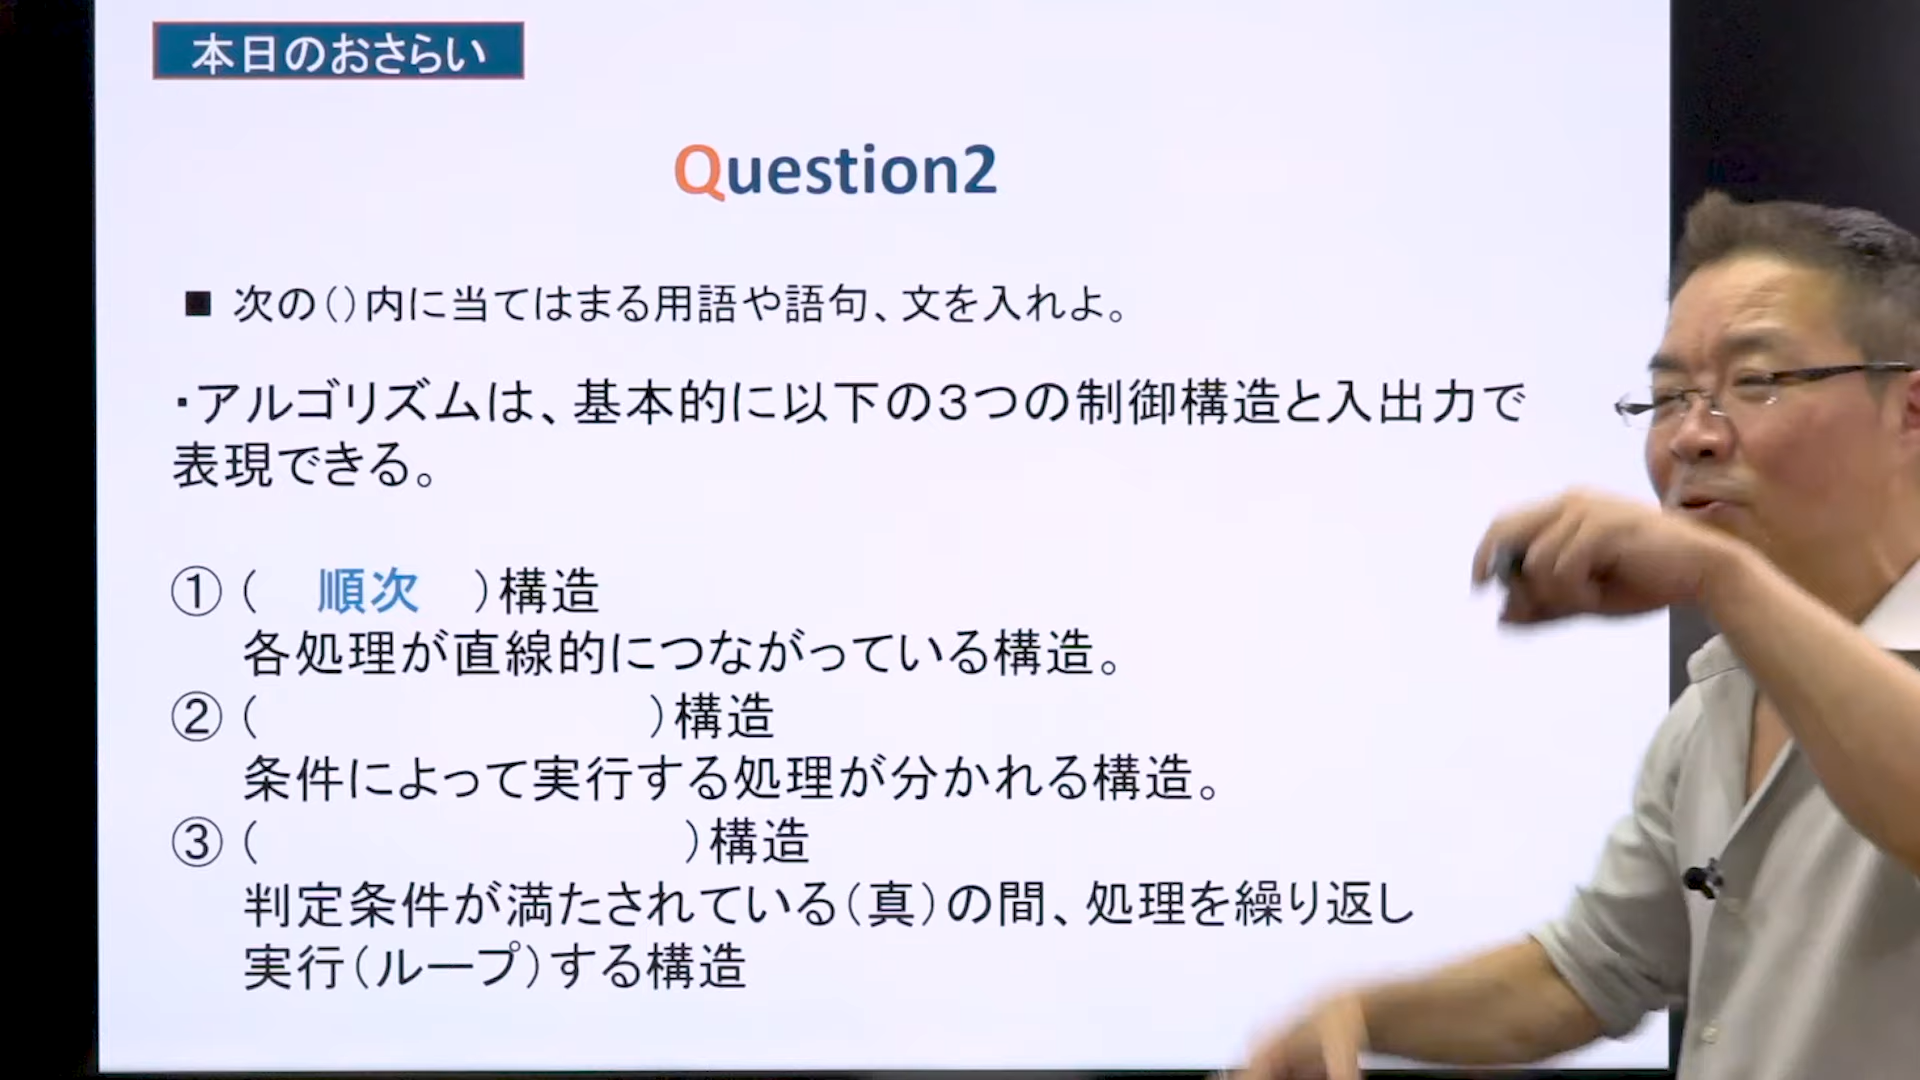 本日のおさらい
Question2
■ 次の()内に当てはまる用語や語句、文を入れよ。
・アルゴリズムは、基本的に以下の3つの制御構造と入出力で
表現できる。
①( 順次 )構造
各処理が直線的につながっている構造。
②( )構造
条件によって実行する処理が分かれる構造。
③( )構造
判定条件が満たされている(真)の間、処理を繰り返し
実行(ループ)する構造